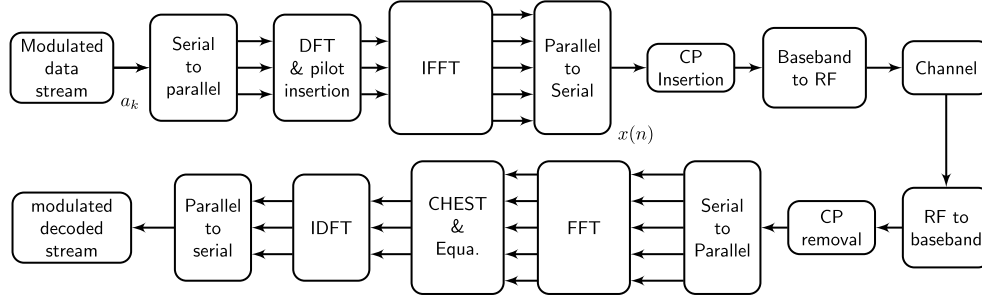 Modulated
data
stream
a_k
Serial
to
parallel
DFT
& pilot
insertion
IFFT
Parallel
to
Serial
x(n)
CP
Insertion
Baseband
to RF
Channel
RF to
baseband
CP
removal
Serial
to
Parallel
FFT
CHEST
&
Equa.
IDFT
Parallel
to
serial
modulated
decoded
stream